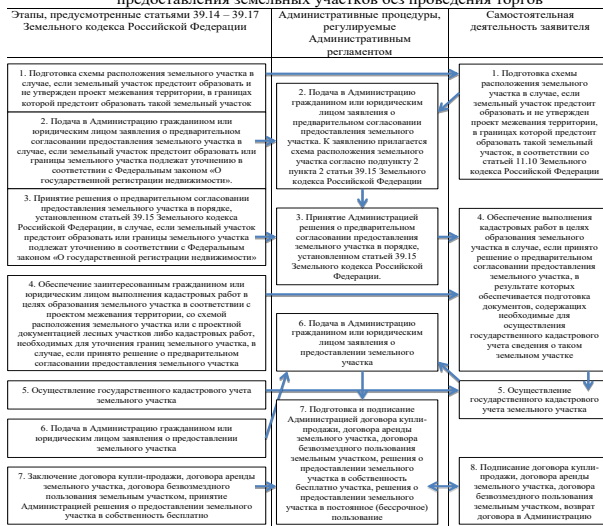 предоставления земельных участков без проведения торгов
Этапы, предусмотренные статьями 39.14 – 39.17
Земельного кодекса Российской Федерации
Административные процедуры,
регулируемые
Административным
регламентом
Самостоятельная
деятельность заявителя
1. Подготовка схемы расположения земельного участка в
случае, если земельный участок предстоит образовать и
не утвержден проект межевания территории, в границах
которой предстоит образовать такой земельный участок
2. Подача в Администрацию гражданином или
юридическим лицом заявления о предварительном
согласовании предоставления земельного участка в
случае, если земельный участок предстоит образовать или
границы земельного участка подлежат уточнению в
соответствии с Федеральным законом «О
государственной регистрации недвижимости».
3. Принятие решения о предварительном согласовании
предоставления земельного участка в порядке,
установленном статьей 39.15 Земельного кодекса
Российской Федерации, в случае, если земельный участок
предстоит образовать или границы земельного участка
подлежат уточнению в соответствии с Федеральным
законом «О государственной регистрации недвижимости»
4. Обеспечение заинтересованным гражданином или
юридическим лицом выполнения кадастровых работ в
целях образования земельного участка в соответствии с
проектом межевания территории, со схемой
расположения земельного участка или с проектной
документацией лесных участков либо кадастровых работ,
необходимых для уточнения границ земельного участка, в
случае, если принято решение о предварительном
согласовании предоставления земельного участка
5. Осуществление государственного кадастрового учета
земельного участка
6. Подача в Администрацию гражданином или
юридическим лицом заявления о предоставлении
земельного участка
7. Заключение договора купли-продажи, договора аренды
земельного участка, договора безвозмездного
пользования земельным участком, принятие
Администрацией решения о предоставлении земельного
участка в собственность бесплатно
2. Подача в Администрацию
гражданином или юридическим
лицом заявления о
предварительном согласовании
предоставления земельного
участка. К заявлению прилагается
схема расположения земельного
участка согласно подпункту 2
пункта 2 статьи 39.15 Земельного
кодекса Российской Федерации
3. Принятие Администрацией
решения о предварительном
согласовании предоставления
земельного участка в порядке,
установленном статьей 39.15
Земельного кодекса Российской
Федерации.
6. Подача в Администрацию
гражданином или юридическим
лицом заявления о
предоставлении земельного
участка
7. Подготовка и подписание
Администрацией договора купли-
продажи, договора аренды
земельного участка, договора
безвозмездного пользования
земельным участком, решения о
предоставлении земельного
участка в собственность
бесплатно участка, решения о
предоставлении земельного
участка в постоянное (бессрочное)
пользование
1. Подготовка схемы
расположения земельного
участка в случае, если
земельный участок предстоит
образовать и не утвержден
проект межевания территории,
в границах которой предстоит
образовать такой земельный
участок, в соответствии со
статьей 11.10 Земельного
кодекса Российской Федерации
4. Обеспечение выполнения
кадастровых работ в целях
образования земельного
участка в случае, если принято
решение о предварительном
согласовании предоставления
земельного участка, в
результате которых
обеспечивается подготовка
документов, содержащих
необходимые для
осуществления
государственного кадастрового
учета сведения о таком
земельном участке
5. Осуществление
государственного кадастрового
учета земельного участка
8. Подписание договора купли-
продажи, договора аренды
земельного участка, договора
безвозмездного пользования
земельным участком, возврат
договора в Администрацию